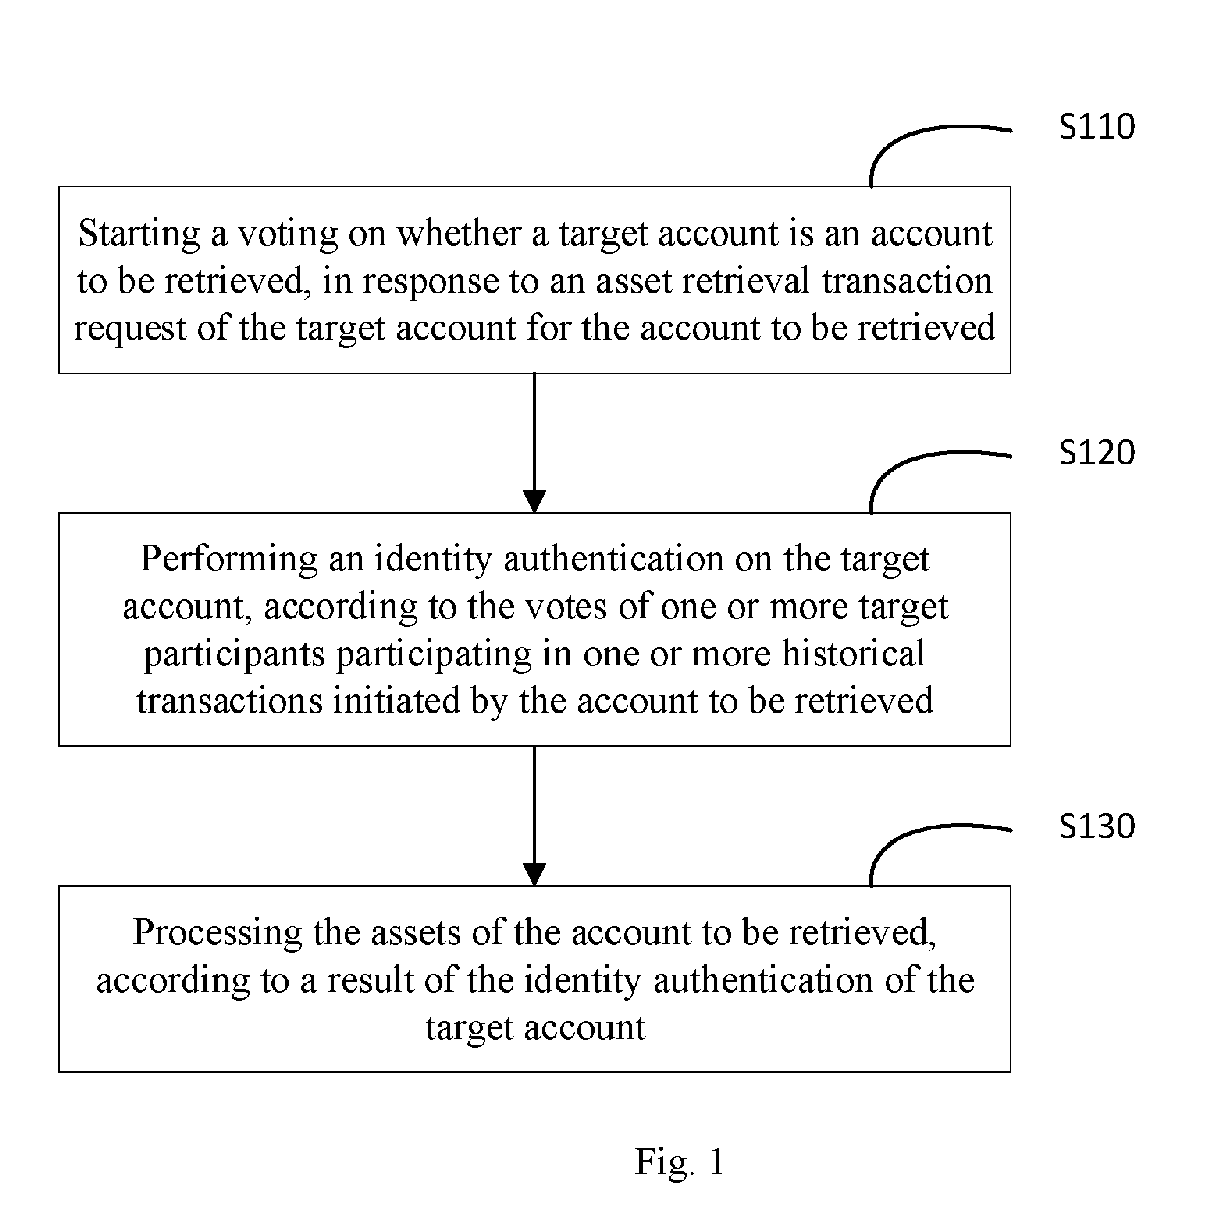 S110
Starting a voting on whether a target account is an account
to be retrieved, in response to an asset retrieval transaction
request of the target account for the account to be retrieved
S120
Performing an identity authentication on the target
account, according to the votes of one or more target
participants participating in one or more historical
transactions initiated by the account to be retrieved
S130
Processing the assets of the account to be retrieved,
according to a result of the identity authentication of the
target account
Fig. 1